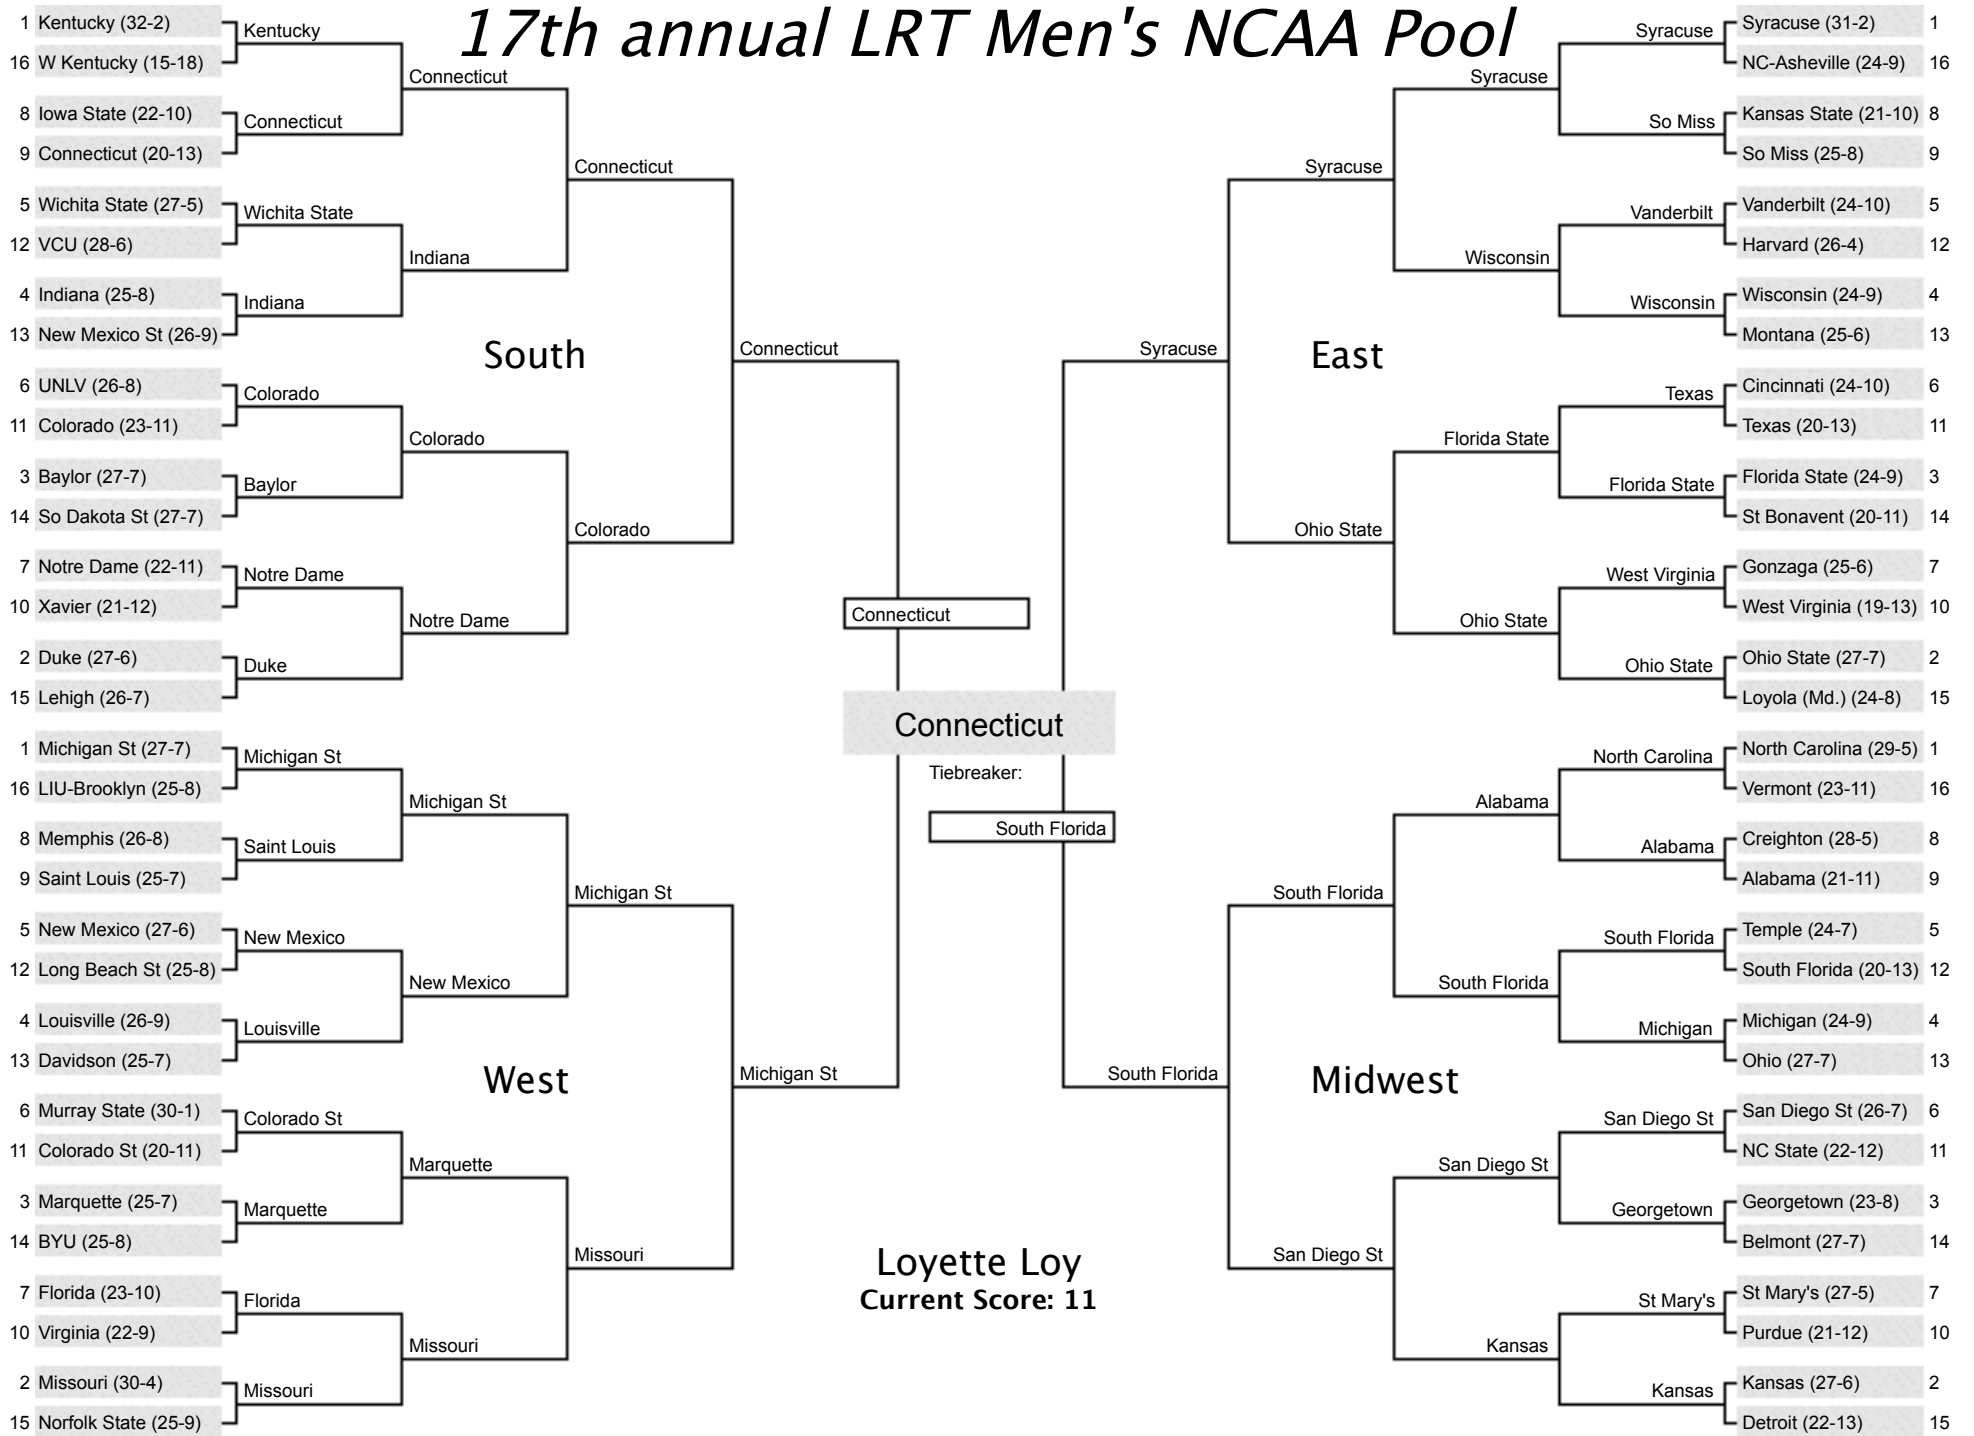 17th annual LRT Men's NCAA Pool
1 Kentucky (32-2)
16 W Kentucky (15-18)
8 Iowa State (22-10)
9 Connecticut (20-13)
5 Wichita State (27-5)
12 VCU (28-6)
4 Indiana (25-8)
13 New Mexico St (26-9)
6 UNLV (26-8)
11 Colorado (23-11)
3 Baylor (27-7)
14 So Dakota St (27-7)
7 Notre Dame (22-11)
10 Xavier (21-12)
2 Duke (27-6)
15 Lehigh (26-7)
Kentucky
Connecticut
Wichita State
Indiana
Colorado
Baylor
Notre Dame
Duke
Connecticut
Indiana
Colorado
Notre Dame
Connecticut
Colorado
South
Connecticut
1 Michigan St (27-7)
16 LIU-Brooklyn (25-8)
8 Memphis (26-8)
9 Saint Louis (25-7)
5 New Mexico (27-6)
12 Long Beach St (25-8)
4 Louisville (26-9)
13 Davidson (25-7)
6 Murray State (30-1)
11 Colorado St (20-11)
3 Marquette (25-7)
14 BYU (25-8)
7 Florida (23-10)
10 Virginia (22-9)
2 Missouri (30-4)
15 Norfolk State (25-9)
Michigan St
Saint Louis
New Mexico
Louisville
Colorado St
Marquette
Florida
Missouri
Michigan St
New Mexico
Marquette
Missouri
Michigan St
Missouri
West
Michigan St
Connecticut
Connecticut
Tiebreaker:
South Florida
Loyette Loy
Current Score: 11
Syracuse (31-2) 1
NC-Asheville (24-9) 16
Kansas State (21-10) 8
So Miss (25-8) 9
Vanderbilt (24-10) 5
Harvard (26-4) 12
Wisconsin (24-9) 4
Montana (25-6) 13
Cincinnati (24-10) 6
Texas (20-13) 11
Florida State (24-9) 3
St Bonavent (20-11) 14
Gonzaga (25-6) 7
West Virginia (19-13) 10
Ohio State (27-7) 2
Loyola (Md.) (24-8) 15
Syracuse
So Miss
Vanderbilt
Wisconsin
Texas
Florida State
West Virginia
Ohio State
Syracuse
Wisconsin
Florida State
Ohio State
Syracuse
Ohio State
East
Syracuse
North Carolina (29-5) 1
Vermont (23-11) 16
Creighton (28-5) 8
Alabama (21-11) 9
Temple (24-7) 5
South Florida (20-13) 12
Michigan (24-9) 4
Ohio (27-7) 13
San Diego St (26-7) 6
NC State (22-12) 11
Georgetown (23-8) 3
Belmont (27-7) 14
St Mary's (27-5) 7
Purdue (21-12) 10
Kansas (27-6) 2
Detroit (22-13) 15
North Carolina
Alabama
South Florida
Michigan
San Diego St
Georgetown
St Mary's
Kansas
Alabama
South Florida
San Diego St
Kansas
South Florida
San Diego St
Midwest
South Florida